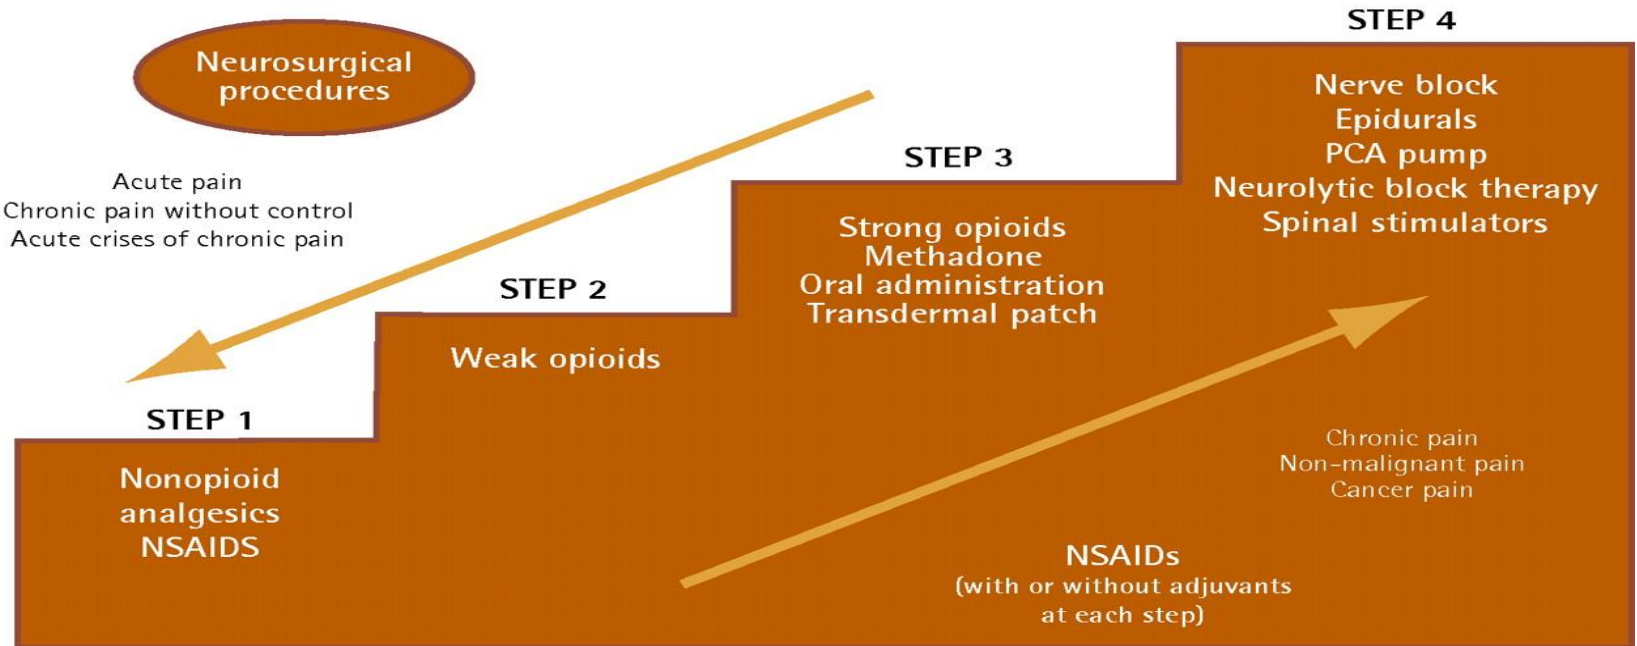 STEP 4
Neurosurgical
procedures
Nerve block
Epidurals
PCA pump
Neurolytic block therapy
Spinal stimulators
STEP 3
Acute pain
Chronic pain without control
Acute crises of chronic pain
Strong opioids
Methadone
Oral administration
Transdermal patch
STEP 2
Weak opioids
STEP 1
Nonopioid
analgesics
NSAIDS
Chronic pain
Non-malignant pain
Cancer pain
NSAIDs
(with or without adjuvants
at each step)